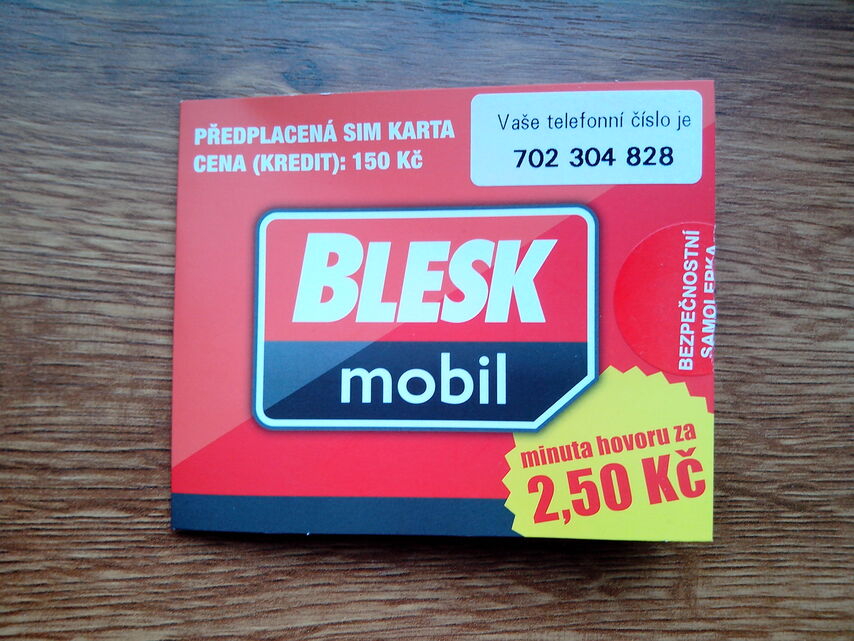 PŘEDPLACENÁ SIM KARTA
CENA (KREDIT): 150 Kč
Vaše telefonní číslo je
702 304 828
BLESK
mobil
BEZPEČNOSTNÍ
SAMOLEPKA
minuta hovoru za
2,50 Kč